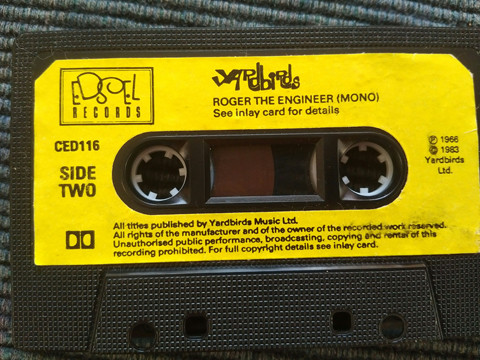 EDSEL
RECORDS
Yardbirds
ROGER THE ENGINEER (MONO)
See inlay card for details
CED116
SIDE
TWO
℗ 1966
© 1983
Yardbirds
Ltd.
All titles published by Yardbirds Music Ltd.
All rights of the manufacturer and of the owner of the recorded work reserved.
Unauthorised public performance, broadcasting, copying and rental of this
recording prohibited. For full copyright details see inlay card.